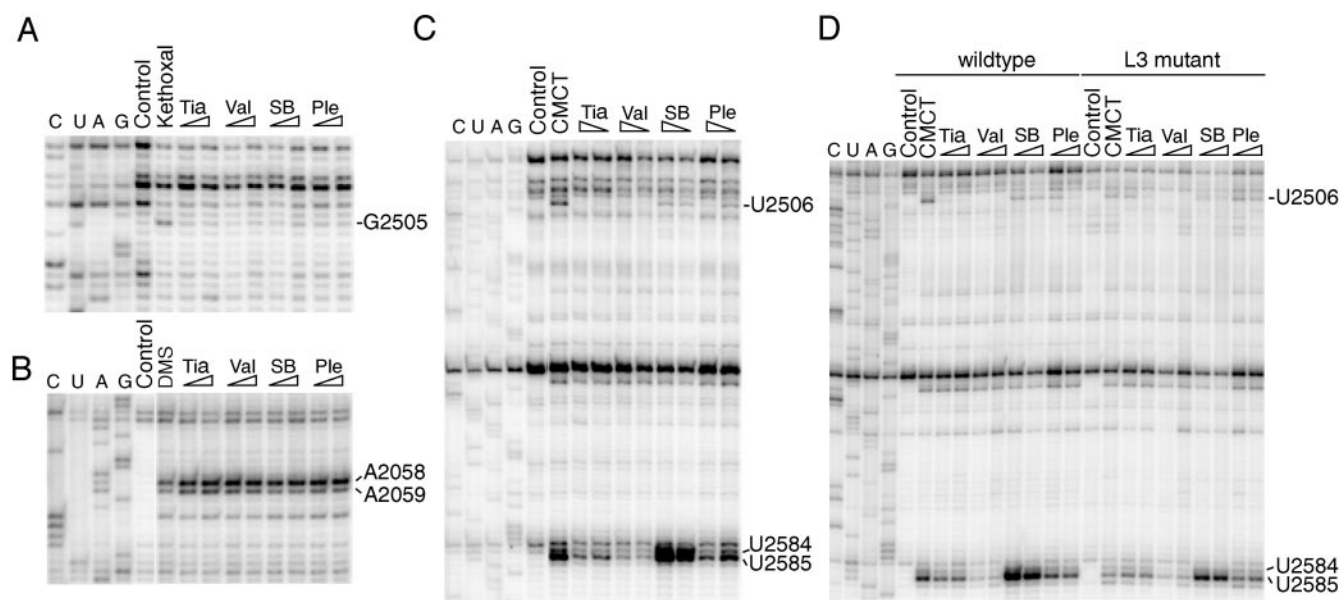 A
C U A G Control Kethoxal Tia Val SB Ple
-G2505
B
C U A G Control DMS Tia Val SB Ple
A2058
A2059
C
C U A G Control CMCT Tia Val SB Ple
-U2506
U2584
U2585
D
wildtype L3 mutant
C U A G Control CMCT Tia Val SB Ple Control CMCT Tia Val SB Ple
-U2506
U2584
U2585